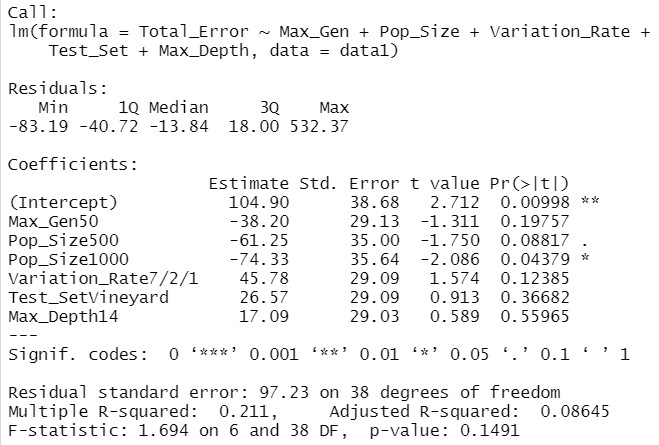 Call:
lm(formula = Total_Error ~ Max_Gen + Pop_Size + Variation_Rate +
    Test_Set + Max_Depth, data = data1)

Residuals:
   Min     1Q Median     3Q    Max
-83.19 -40.72 -13.84  18.00 532.37

Coefficients:
                    Estimate Std. Error t value Pr(>|t|)
(Intercept)           104.90      38.68   2.712  0.00998 **
Max_Gen50             -38.20      29.13  -1.311  0.19757
Pop_Size500           -61.25      35.00  -1.750  0.08817 .
Pop_Size1000          -74.33      35.64  -2.086  0.04379 *
Variation_Rate7/2/1    45.78      29.09   1.574  0.12385
Test_SetVineyard       26.57      29.09   0.913  0.36682
Max_Depth14            17.09      29.03   0.589  0.55965
---
Signif. codes:  0 ‘***’ 0.001 ‘**’ 0.01 ‘*’ 0.05 ‘.’ 0.1 ‘ ’ 1

Residual standard error: 97.23 on 38 degrees of freedom
Multiple R-squared:  0.211,	Adjusted R-squared:  0.08645
F-statistic: 1.694 on 6 and 38 DF,  p-value: 0.1491